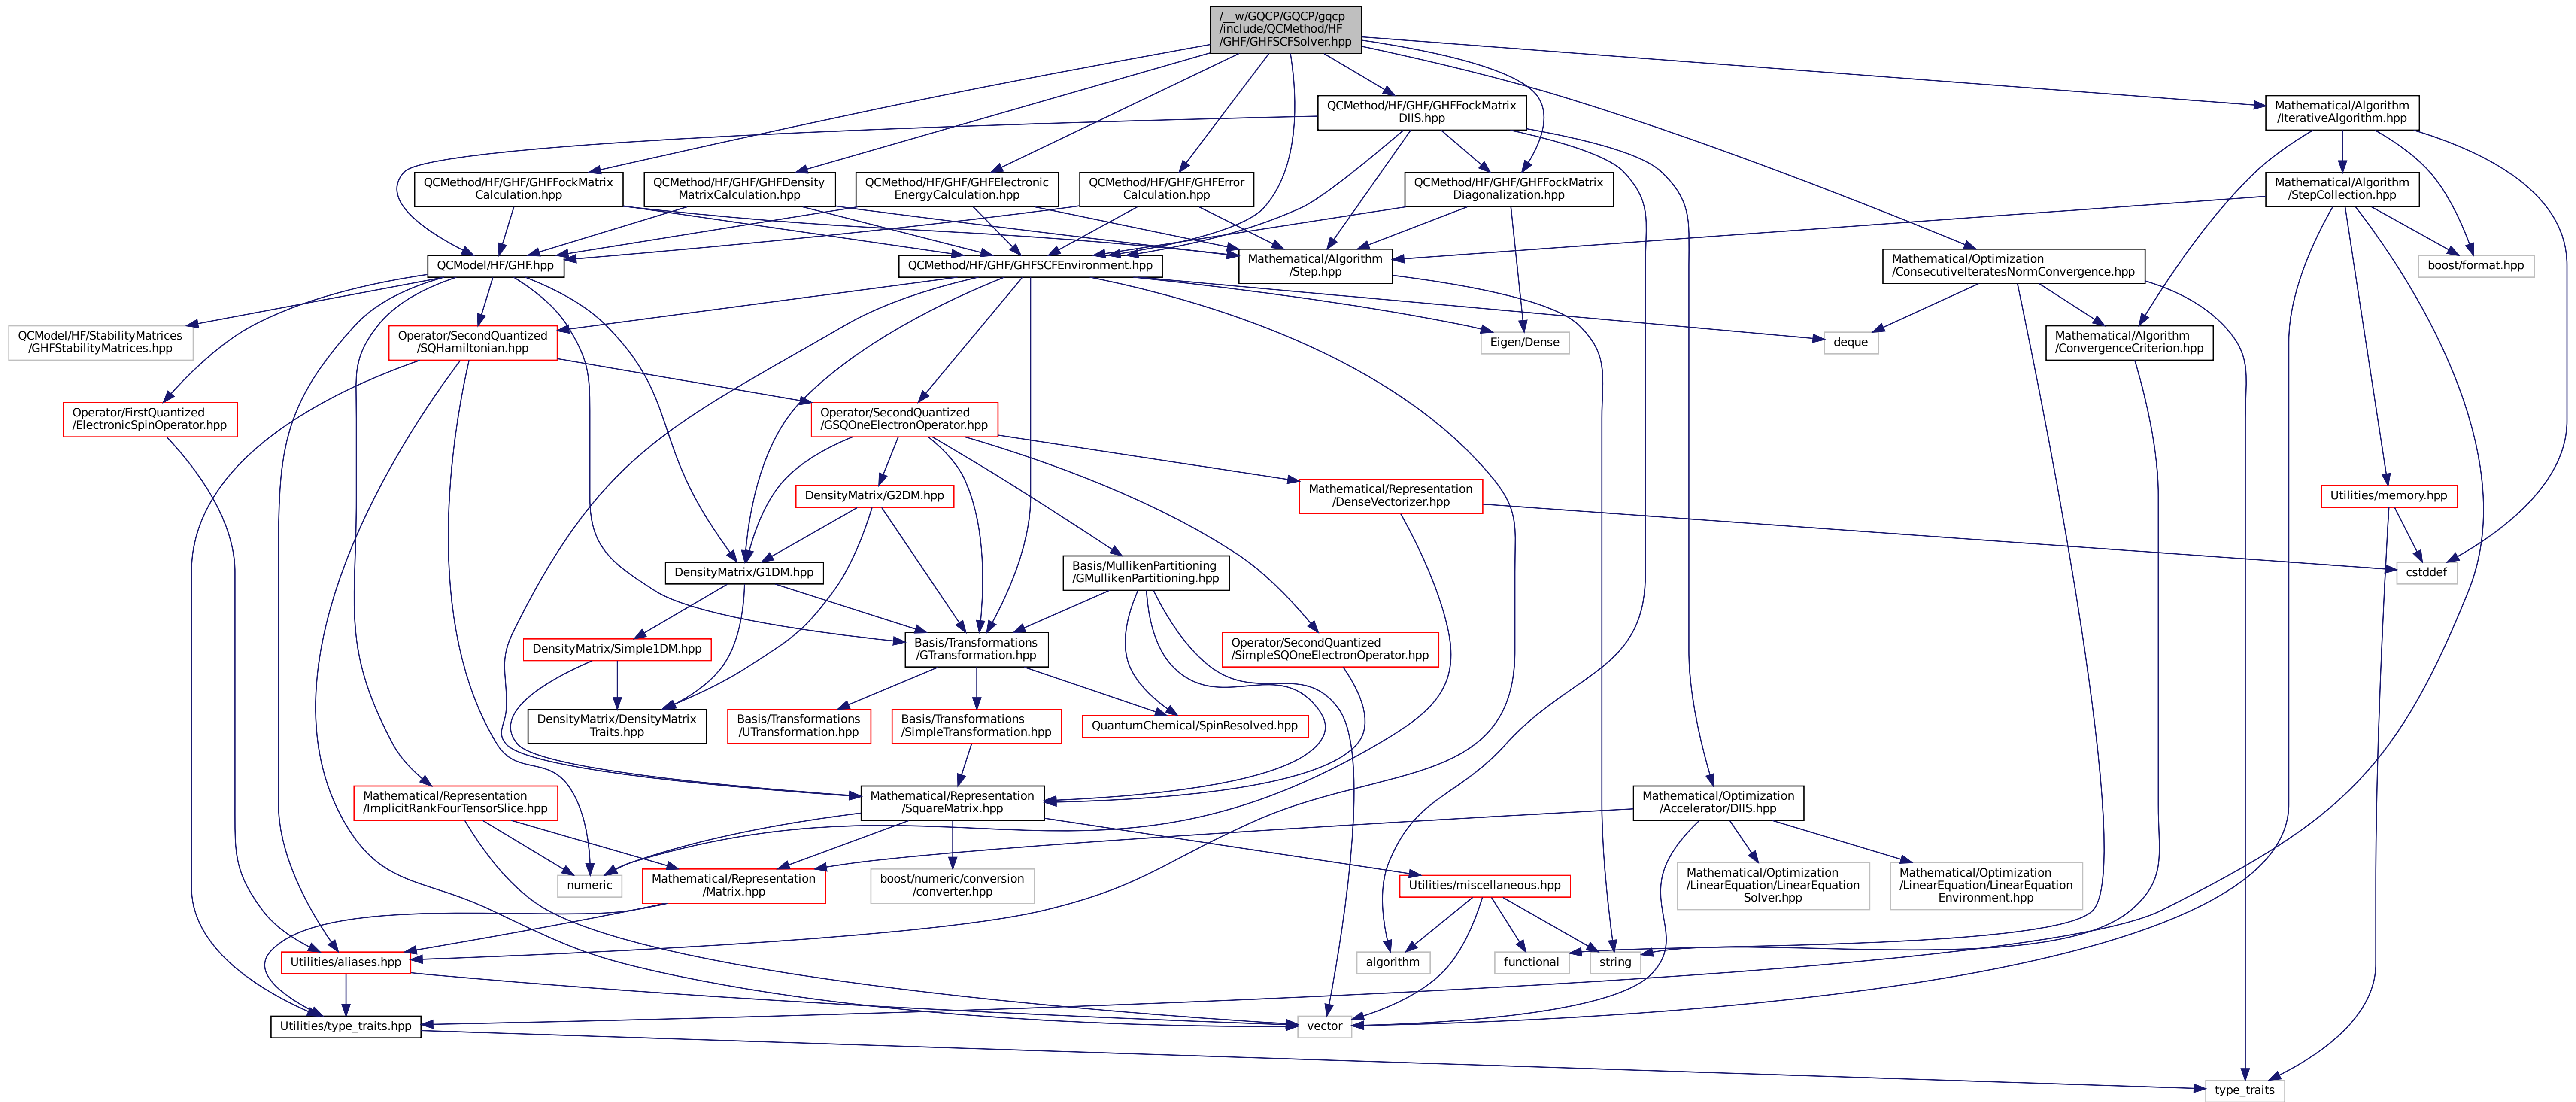 /__w/GQCP/GQCP/gqcp
/include/QCMethod/HF
/GHF/GHFSCFSolver.hpp
QCMethod/HF/GHF/GHFFockMatrix
DIIS.hpp
Mathematical/Algorithm
/IterativeAlgorithm.hpp
QCMethod/HF/GHF/GHFFockMatrix
Calculation.hpp
QCMethod/HF/GHF/GHFDensity
MatrixCalculation.hpp
QCMethod/HF/GHF/GHFElectronic
EnergyCalculation.hpp
QCMethod/HF/GHF/GHFError
Calculation.hpp
QCMethod/HF/GHF/GHFFockMatrix
Diagonalization.hpp
Mathematical/Algorithm
/StepCollection.hpp
QCModel/HF/GHF.hpp
QCMethod/HF/GHF/GHFSCFEnvironment.hpp
Mathematical/Algorithm
/Step.hpp
Mathematical/Optimization
/ConsecutiveIteratesNormConvergence.hpp
boost/format.hpp
QCModel/HF/StabilityMatrices
/GHFStabilityMatrices.hpp
Operator/SecondQuantized
/SQHamiltonian.hpp
Eigen/Dense
deque
Mathematical/Algorithm
/ConvergenceCriterion.hpp
Operator/FirstQuantized
/ElectronicSpinOperator.hpp
Operator/SecondQuantized
/GSQOneElectronOperator.hpp
DensityMatrix/G2DM.hpp
Mathematical/Representation
/DenseVectorizer.hpp
Utilities/memory.hpp
DensityMatrix/G1DM.hpp
Basis/MullikenPartitioning
/GMullikenPartitioning.hpp
cstddef
DensityMatrix/Simple1DM.hpp
Basis/Transformations
/GTransformation.hpp
Operator/SecondQuantized
/SimpleSQOneElectronOperator.hpp
DensityMatrix/DensityMatrix
Traits.hpp
Basis/Transformations
/UTransformation.hpp
Basis/Transformations
/SimpleTransformation.hpp
QuantumChemical/SpinResolved.hpp
Mathematical/Representation
/ImplicitRankFourTensorSlice.hpp
Mathematical/Representation
/SquareMatrix.hpp
Mathematical/Optimization
/Accelerator/DIIS.hpp
numeric
Mathematical/Representation
/Matrix.hpp
boost/numeric/conversion
/converter.hpp
Utilities/miscellaneous.hpp
Mathematical/Optimization
/LinearEquation/LinearEquation
Solver.hpp
Mathematical/Optimization
/LinearEquation/LinearEquation
Environment.hpp
Utilities/aliases.hpp
algorithm
functional
string
Utilities/type_traits.hpp
vector
type_traits